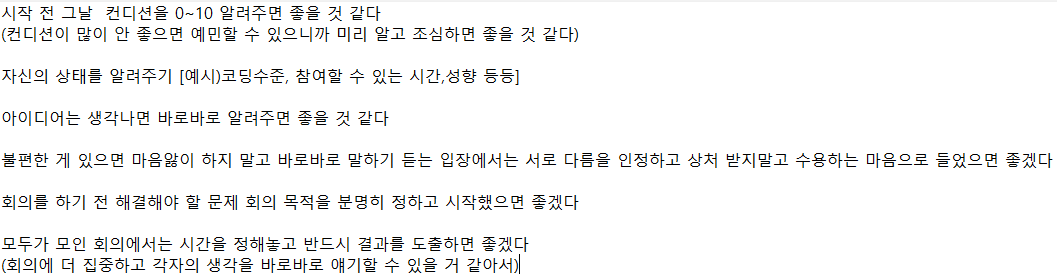 시작 전 그날  컨디션을 0~10 알려주면 좋을 것 같다
(컨디션이 많이 안 좋으면 예민할 수 있으니까 미리 알고 조심하면 좋을 것 같다)
자신의 상태를 알려주기 [예시)코딩수준, 참여할 수 있는 시간,성향 등등]
아이디어는 생각나면 바로바로 알려주면 좋을 것 같다
불편한 게 있으면 마음앓이 하지 말고 바로바로 말하기 듣는 입장에서는 서로 다름을 인정하고 상처 받지말고 수용하는 마음으로 들었으면 좋겠다
회의를 하기 전 해결해야 할 문제 회의 목적을 분명히 정하고 시작했으면 좋겠다
모두가 모인 회의에서는 시간을 정해놓고 반드시 결과를 도출하면 좋겠다
(회의에 더 집중하고 각자의 생각을 바로바로 얘기할 수 있을 거 같아서)